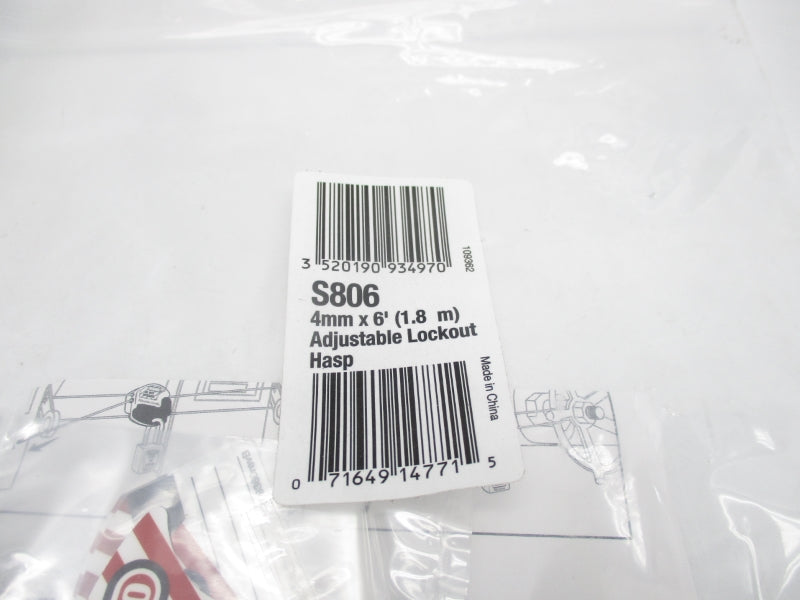 3 520190 934970
109362
S806
4mm x 6' (1.8 m)
Adjustable Lockout
Hasp
Made in China
0 71649 14771 5